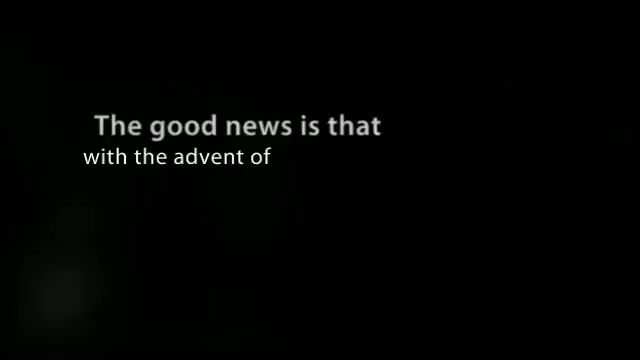 The good news is that
with the advent of